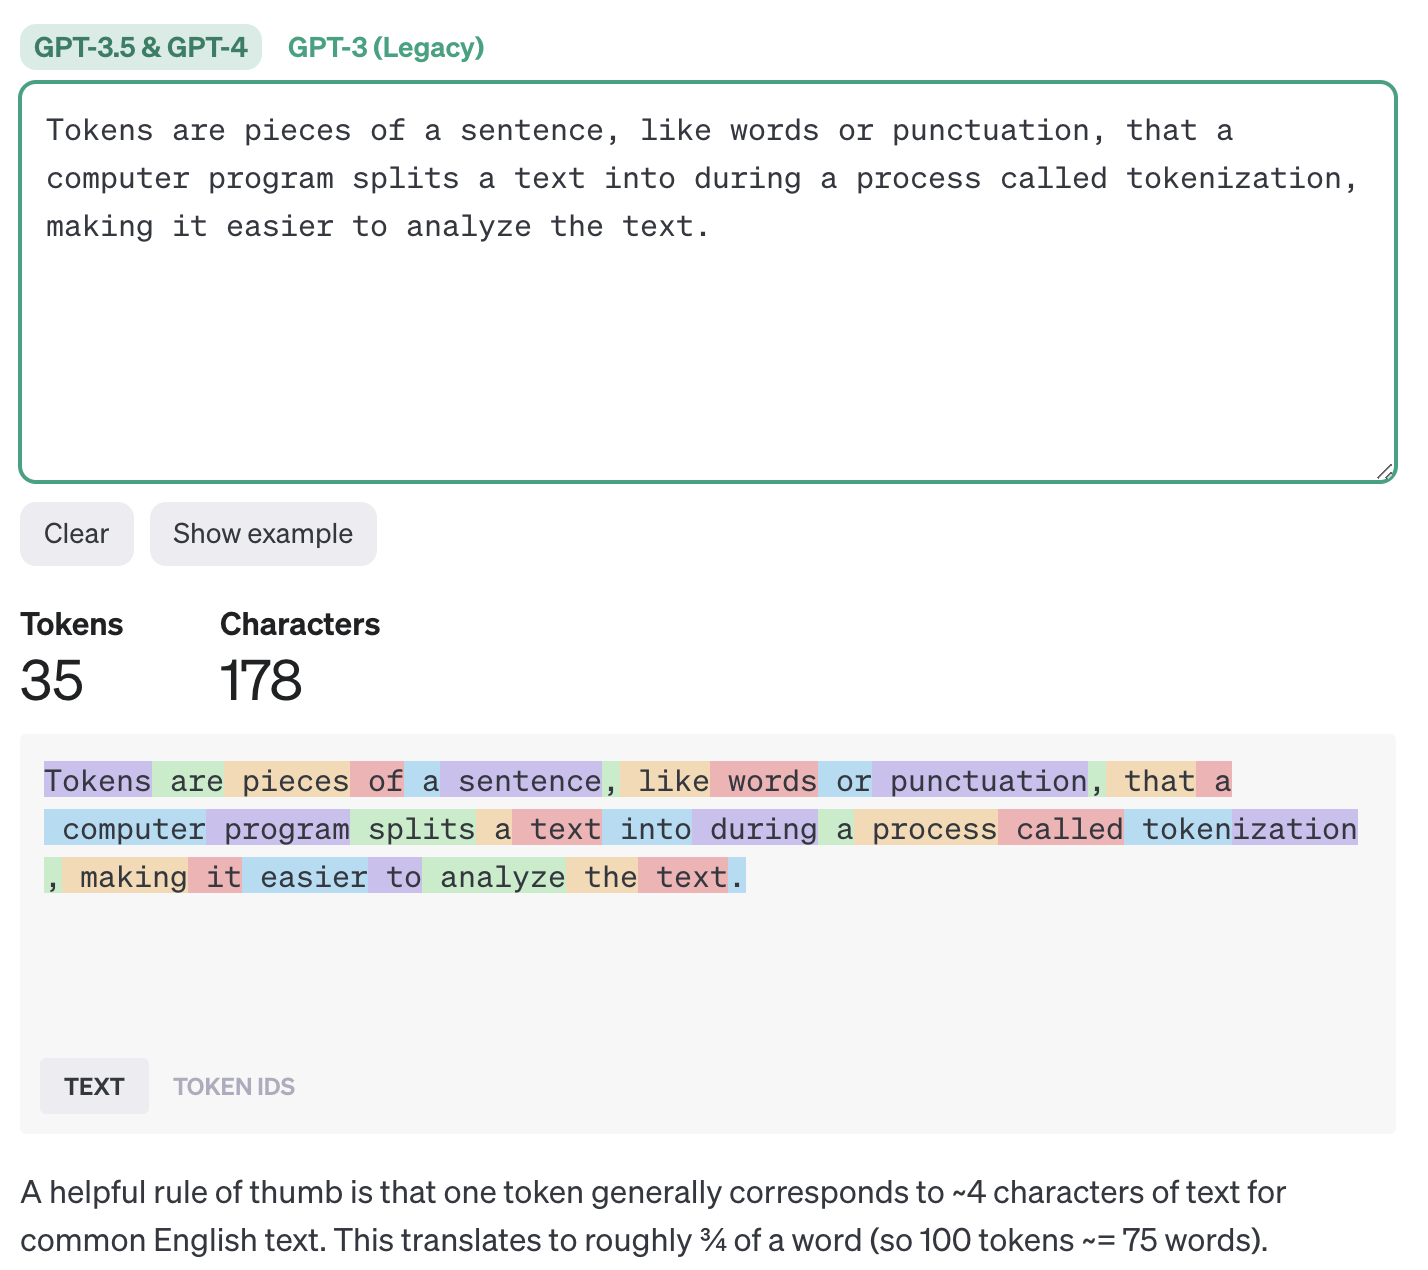 GPT-3.5 & GPT-4 GPT-3 (Legacy)
Tokens are pieces of a sentence, like words or punctuation, that a
computer program splits a text into during a process called tokenization,
making it easier to analyze the text.
Clear Show example
Tokens Characters
35 178
Tokens are pieces of a sentence, like words or punctuation, that a
computer program splits a text into during a process called tokenization
, making it easier to analyze the text.
TEXT TOKEN IDS
A helpful rule of thumb is that one token generally corresponds to ~4 characters of text for
common English text. This translates to roughly ¾ of a word (so 100 tokens ~= 75 words).